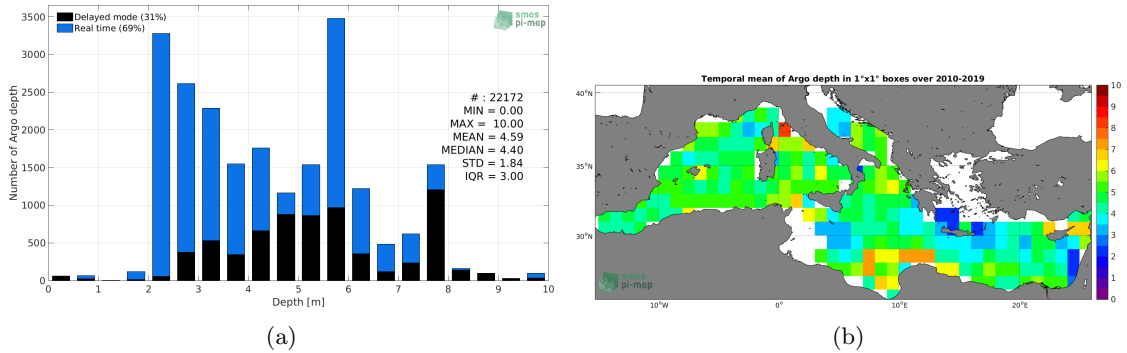 Delayed mode (31%)
Real time (69%)
smos
pi-mep
3500
3000
2500
2000
1500
1000
500
0
Number of Argo depth
# : 22172
MIN = 0.00
MAX = 10.00
MEAN = 4.59
MEDIAN = 4.40
STD = 1.84
IQR = 3.00
0 1 2 3 4 5 6 7 8 9 10
Depth [m]
(a)
Temporal mean of Argo depth in 1°x1° boxes over 2010-2019
40°N
35°N
30°N
10°W 0° 10°E 20°E
smos
pi-mep
10
9
8
7
6
5
4
3
2
1
0
(b)